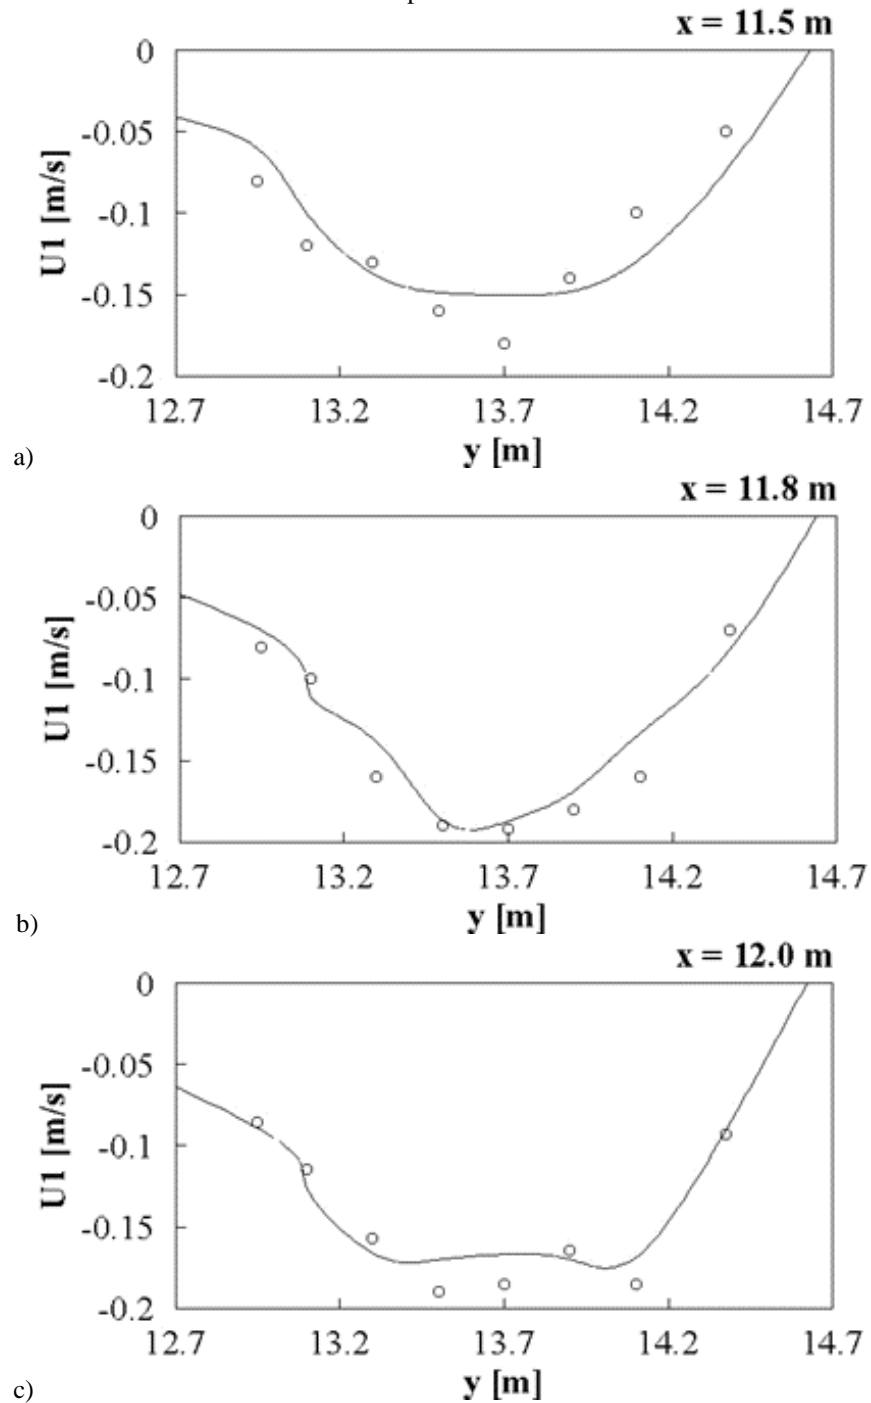 x = 11.5 m
0
-0.05
-0.1
-0.15
-0.2
U1 [m/s]
12.7 13.2 13.7 14.2 14.7
y [m]
a)
x = 11.8 m
0
-0.05
-0.1
-0.15
-0.2
U1 [m/s]
12.7 13.2 13.7 14.2 14.7
y [m]
b)
x = 12.0 m
0
-0.05
-0.1
-0.15
-0.2
U1 [m/s]
12.7 13.2 13.7 14.2 14.7
y [m]
c)